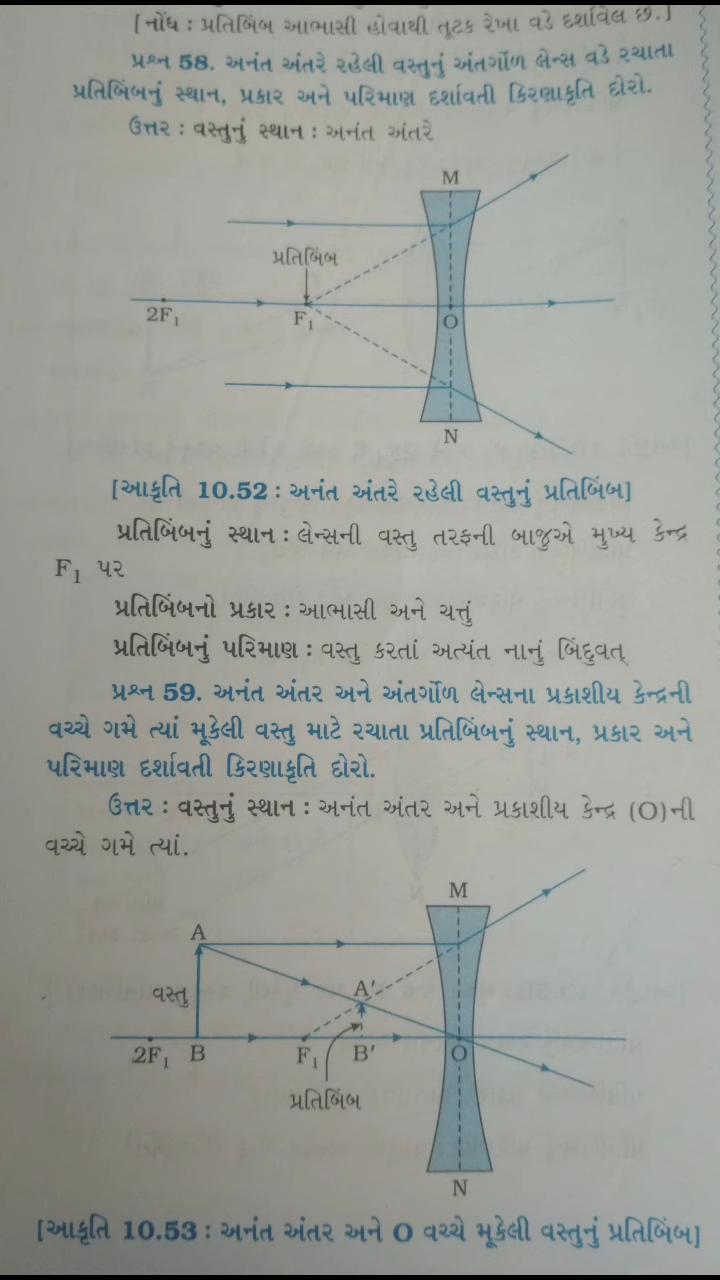 [નોંધ : પ્રતિબિંબ આભાસી હોવાથી તૂટક રેખા વડે દર્શાવેલ છે.]
પ્રશ્ન 58. અનંત અંતરે રહેલી વસ્તુનું અંતર્ગોળ લેન્સ વડે રચાતા
પ્રતિબિંબનું સ્થાન, પ્રકાર અને પરિમાણ દર્શાવતી કિરણાકૃતિ દોરો.
ઉત્તર : વસ્તુનું સ્થાન : અનંત અંતરે
M
પ્રતિબિંબ
2F₁
F₁
O
N
[આકૃતિ 10.52 : અનંત અંતરે રહેલી વસ્તુનું પ્રતિબિંબ]
પ્રતિબિંબનું સ્થાન : લેન્સની વસ્તુ તરફની બાજુએ મુખ્ય કેન્દ્ર
F₁ પર
પ્રતિબિંબનો પ્રકાર : આભાસી અને ચત્તું
પ્રતિબિંબનું પરિમાણ : વસ્તુ કરતાં અત્યંત નાનું બિંદુવત્
પ્રશ્ન 59. અનંત અંતર અને અંતર્ગોળ લેન્સના પ્રકાશીય કેન્દ્રની
વચ્ચે ગમે ત્યાં મૂકેલી વસ્તુ માટે રચાતા પ્રતિબિંબનું સ્થાન, પ્રકાર અને
પરિમાણ દર્શાવતી કિરણાકૃતિ દોરો.
ઉત્તર : વસ્તુનું સ્થાન : અનંત અંતર અને પ્રકાશીય કેન્દ્ર (O)ની
વચ્ચે ગમે ત્યાં.
M
A
વસ્તુ
A′
2F₁
B
F₁
B′
O
પ્રતિબિંબ
N
[આકૃતિ 10.53 : અનંત અંતર અને O વચ્ચે મૂકેલી વસ્તુનું પ્રતિબિંબ]